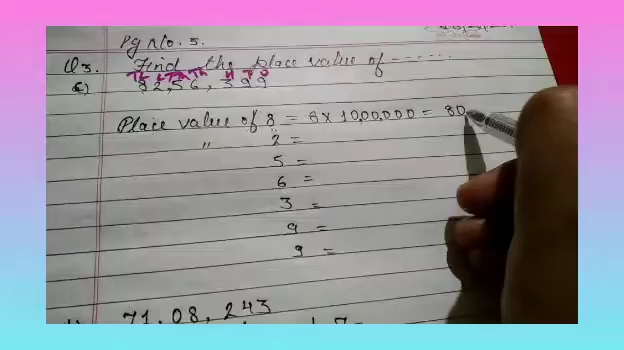 Pg No. 5.
Q3. Find the place value of ------
TL L TTh Th H T O
c) 82,56,399
Place value of 8 = 8 x 10,00,000 = 80
" 2 =
5 =
6 =
3 =
9 =
9 =
71,08,243